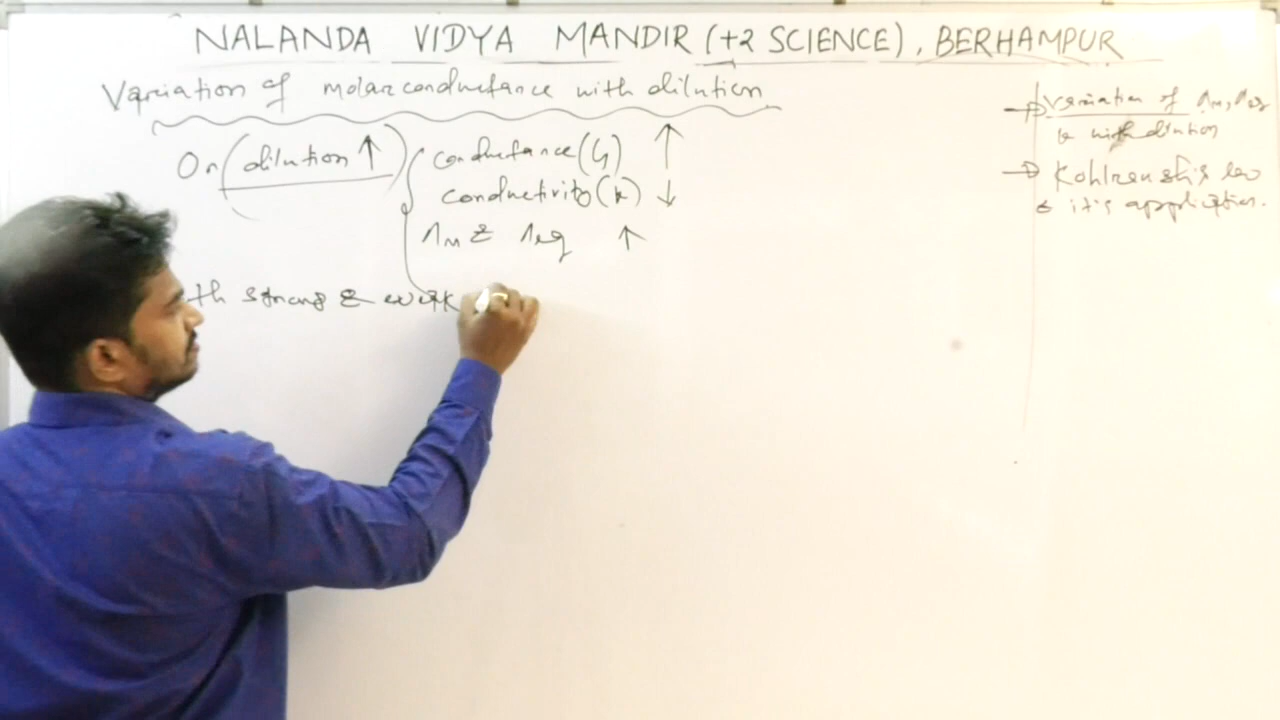 NALANDA VIDYA MANDIR (+2 SCIENCE), BERHAMPUR
Variation of molar conductance with dilution
On (dilution ↑)
conductance (G) ↑
conductivity (k) ↓
Λm & Λeq ↑
th strong & weak
→ variation of Λm, Λeq
& with dilution
→ Kohlraush's law
& it's application.